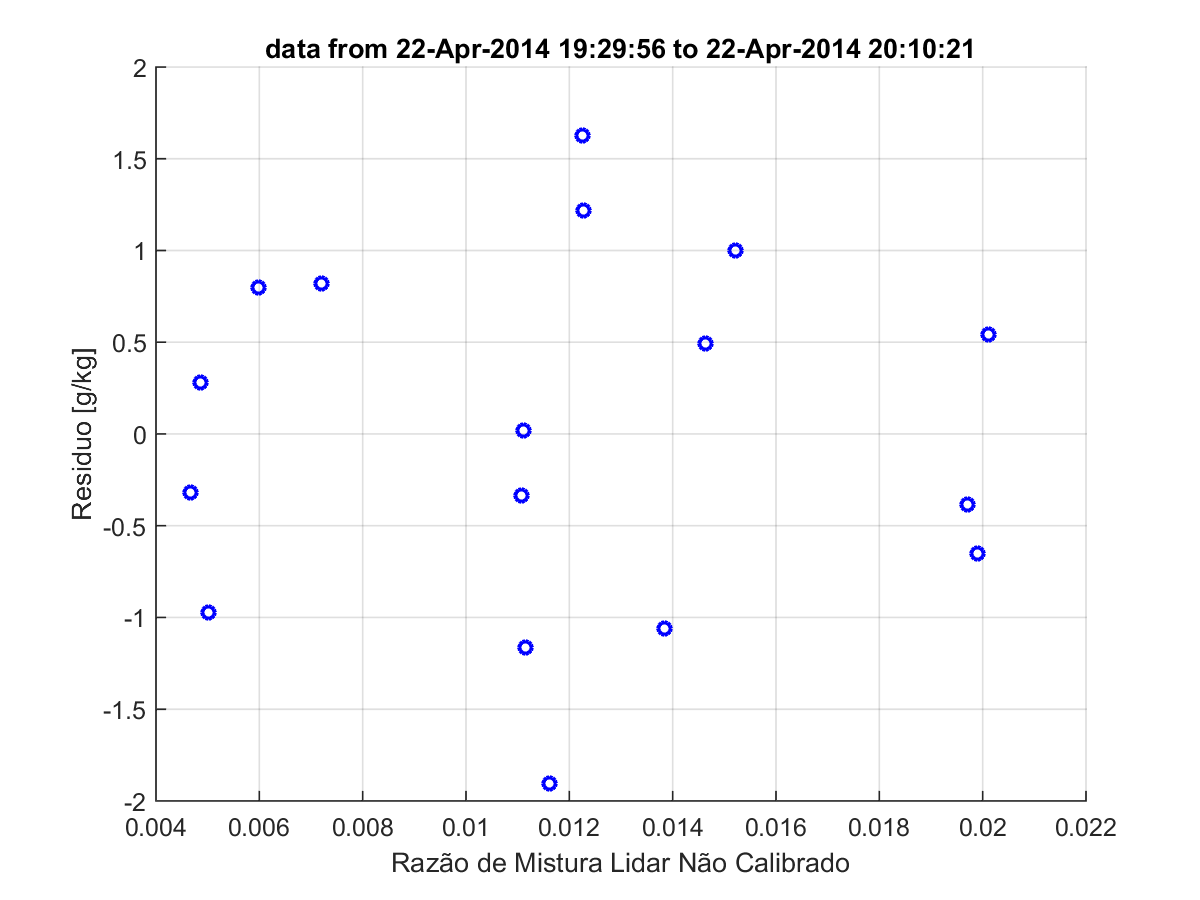 data from 22-Apr-2014 19:29:56 to 22-Apr-2014 20:10:21
2
1.5
1
0.5
0
-0.5
-1
-1.5
-2
Residuo [g/kg]
0.004 0.006 0.008 0.01 0.012 0.014 0.016 0.018 0.02 0.022
Razão de Mistura Lidar Não Calibrado